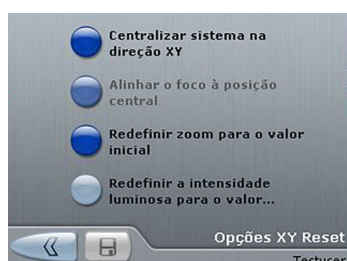 Centralizar sistema na
direção XY
Alinhar o foco à posição
central
Redefinir zoom para o valor
inicial
Redefinir a intensidade
luminosa para o valor...
Opções XY Reset